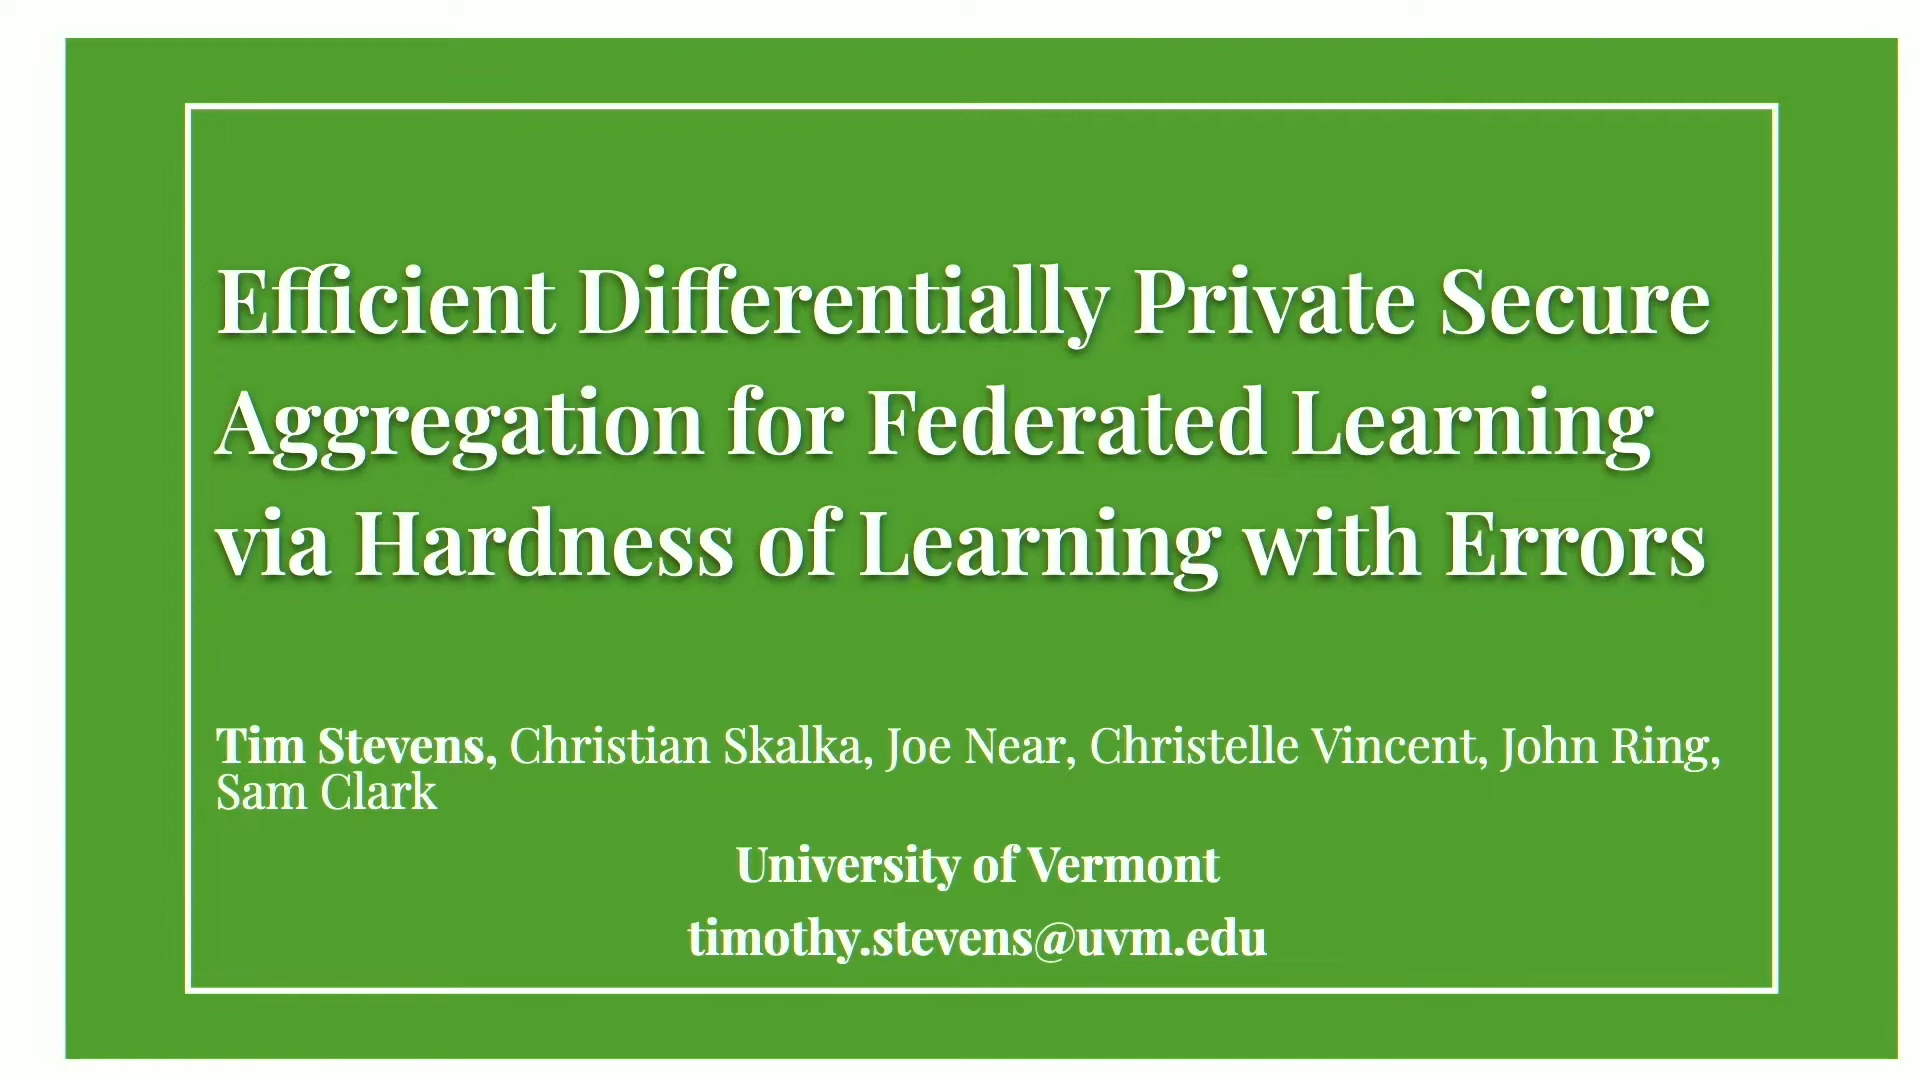 Efficient Differentially Private Secure
Aggregation for Federated Learning
via Hardness of Learning with Errors
Tim Stevens, Christian Skalka, Joe Near, Christelle Vincent, John Ring,
Sam Clark
University of Vermont
timothy.stevens@uvm.edu